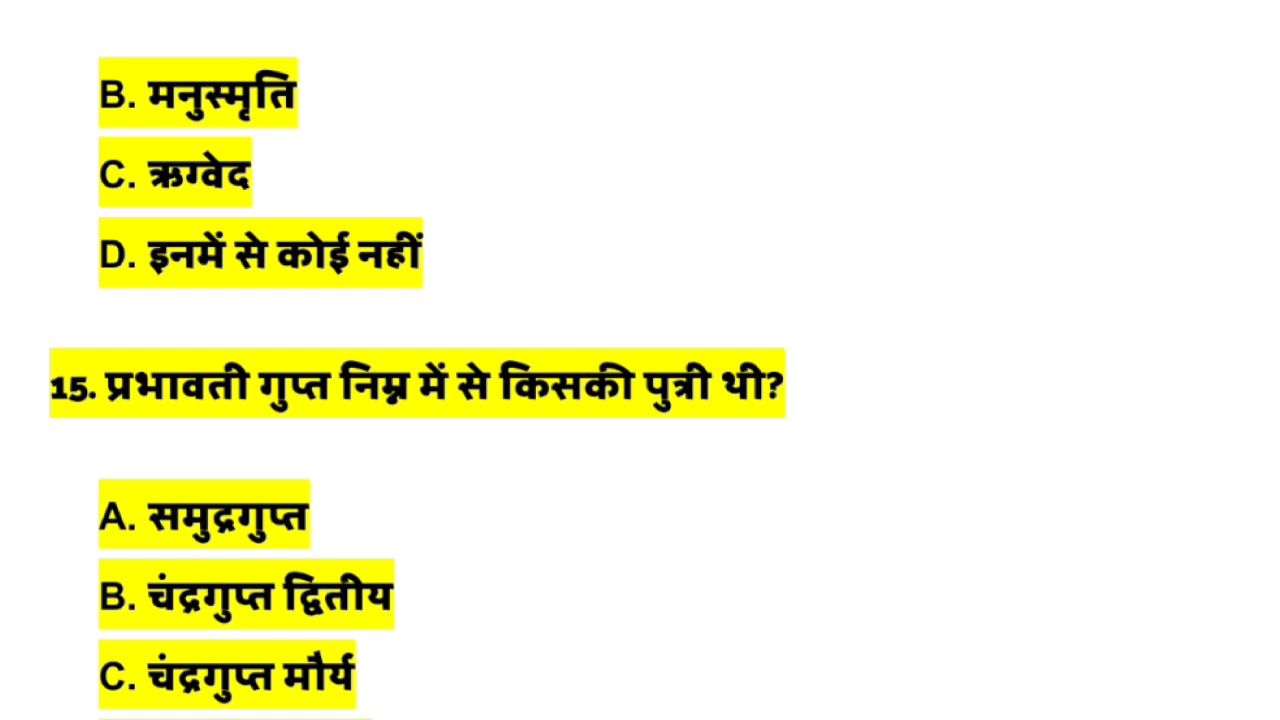 B. मनुस्मृति
C. ऋग्वेद
D. इनमें से कोई नहीं
15. प्रभावती गुप्त निम्न में से किसकी पुत्री थी?
A. समुद्रगुप्त
B. चंद्रगुप्त द्वितीय
C. चंद्रगुप्त मौर्य